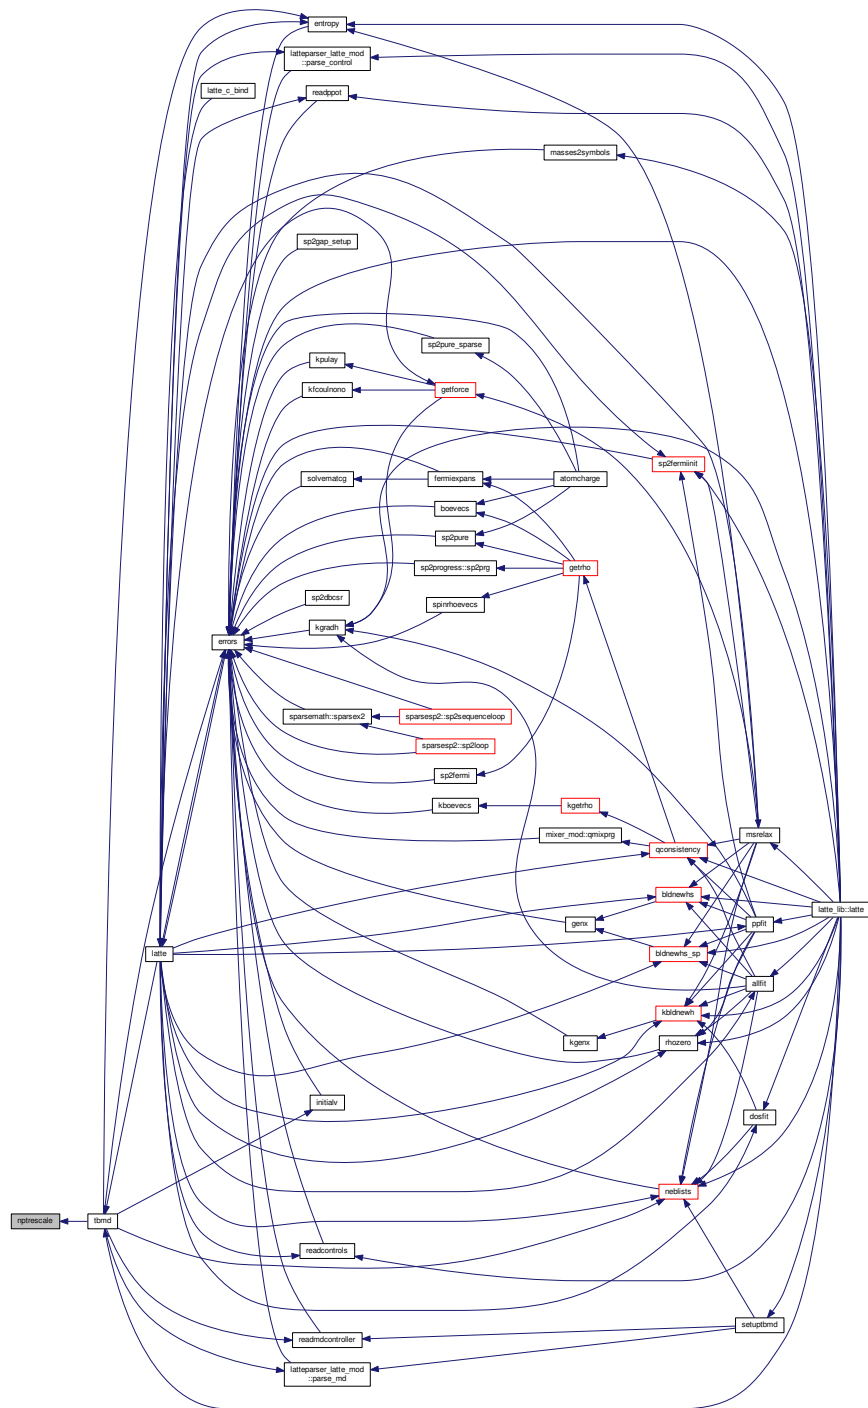 entropy
latteparser_latte_mod
::parse_control
latte_c_bind
readppot
masses2symbols
sp2gap_setup
sp2pure_sparse
kpulay
kfcoulnono
getforce
sp2fermiinit
solvematcg
fermiexpans
atomcharge
boevecs
sp2pure
sp2progress::sp2prg
getrho
sp2dbcsr
spinrhoevecs
kgradh
errors
sparsemath::sparsex2
sparsesp2::sp2sequenceloop
sparsesp2::sp2loop
sp2fermi
kboevecs
kgetrho
mixer_mod::qmixprg
msrelax
qconsistency
bldnewhs
latte_lib::latte
genx
ppfit
latte
bldnewhs_sp
allfit
kbldnewh
kgenx
rhozero
initialv
dosfit
neblists
nptrescale
tbmd
readcontrols
setuptbmd
readmdcontroller
latteparser_latte_mod
::parse_md